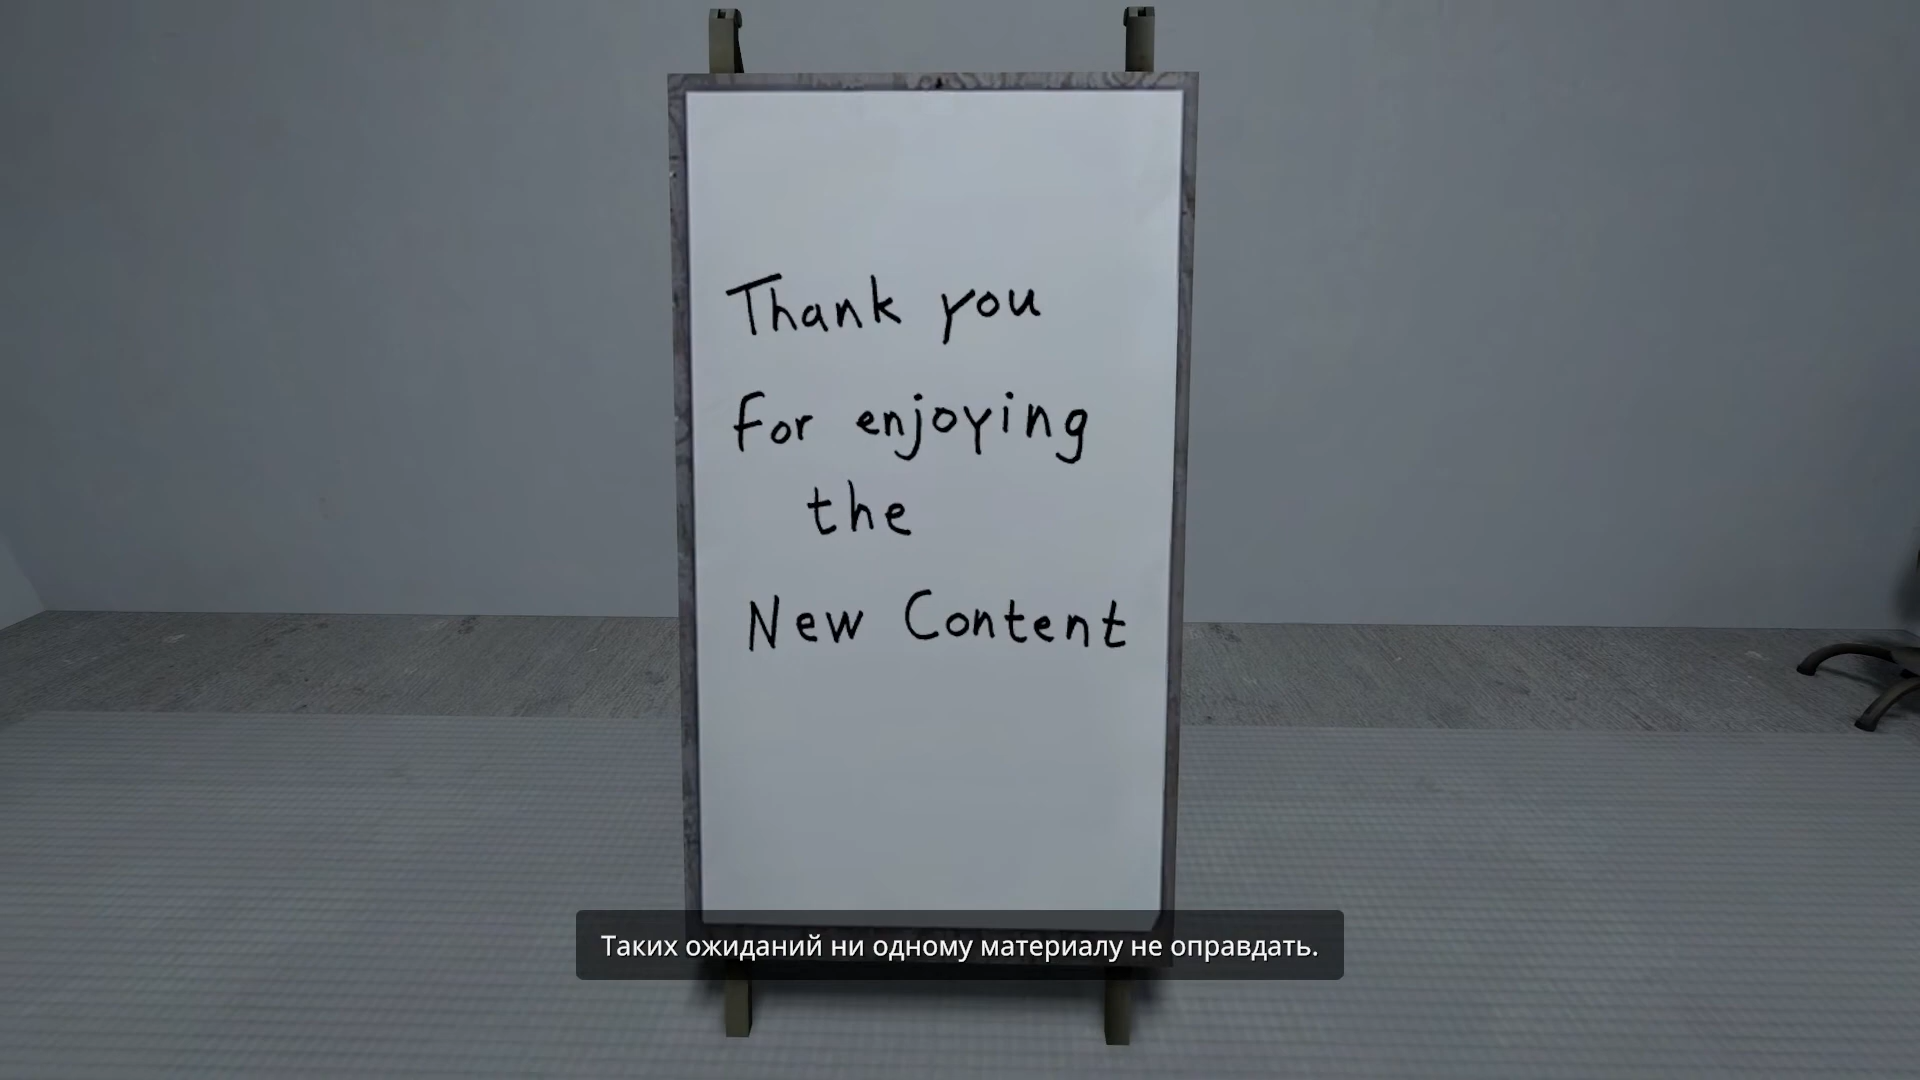 Thank you
for enjoying
the
New Content
Таких ожиданий ни одному материалу не оправдать.